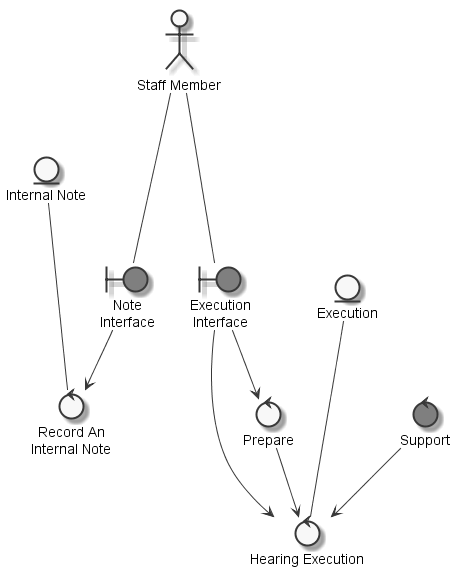 Staff Member
Internal Note
Note
Interface
Execution
Interface
Execution
Record An
Internal Note
Prepare
Support
Hearing Execution